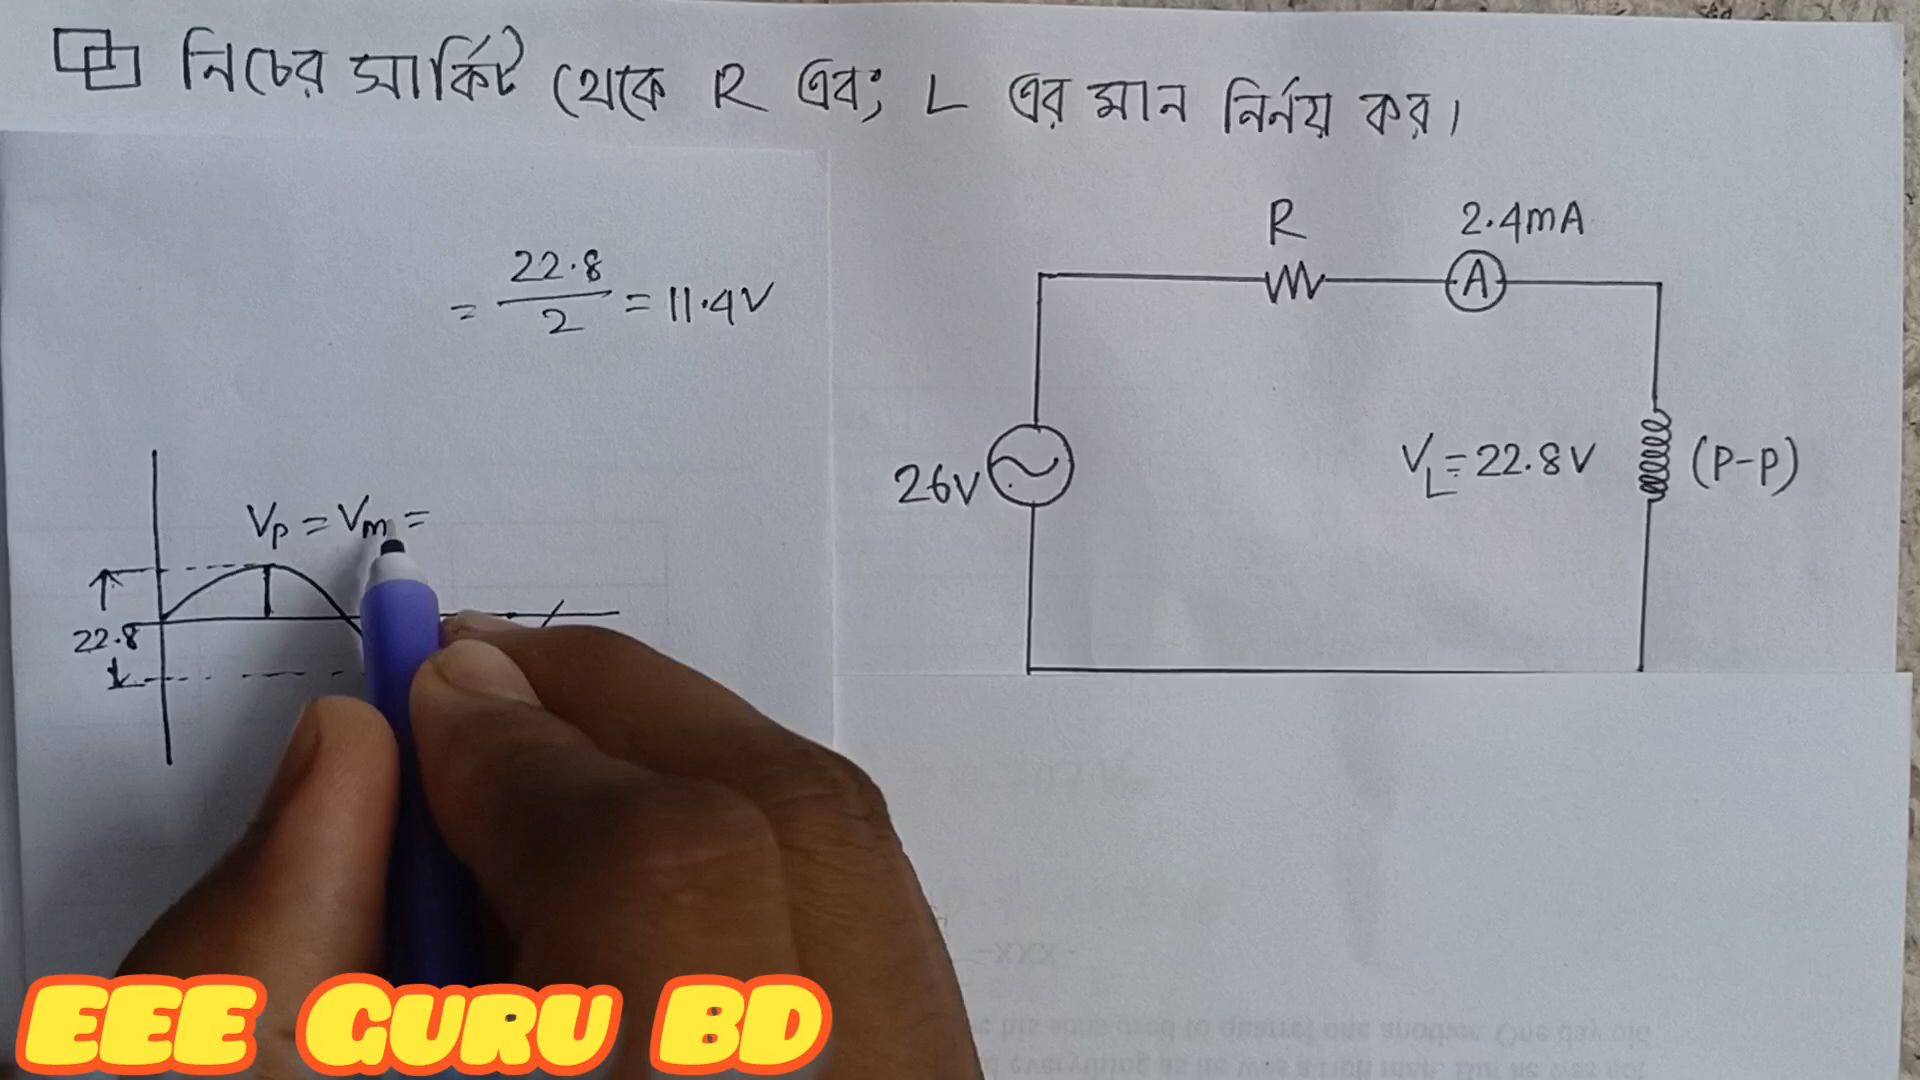 নিচের সার্কিট থেকে R এবং L এর মান নির্নয় কর।
= 22.8 / 2 = 11.4V
Vp = Vm =
22.8
R
2.4mA
A
26V
VL = 22.8V
(P-P)
EEE GURU BD